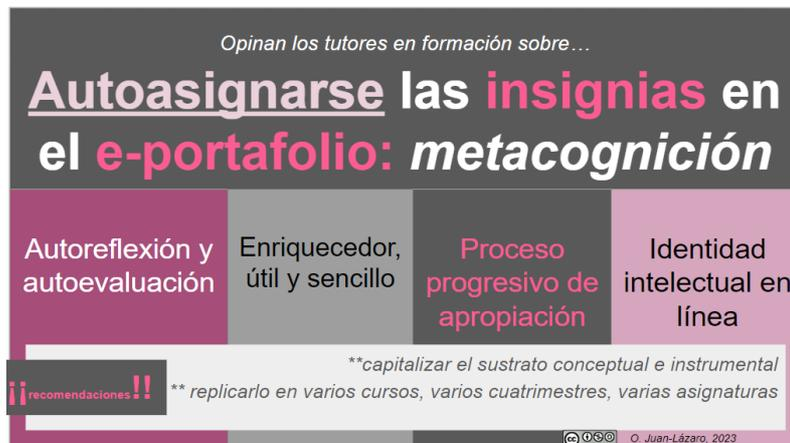 Opinan los tutores en formación sobre…
Autoasignarse las insignias en
el e-portafolio: metacognición
Autoreflexión y
autoevaluación
Enriquecedor,
útil y sencillo
Proceso
progresivo de
apropiación
Identidad
intelectual en
línea
¡¡recomendaciones!!
**capitalizar el sustrato conceptual e instrumental
** replicarlo en varios cursos, varios cuatrimestres, varias asignaturas
cc O. Juan-Lázaro, 2023